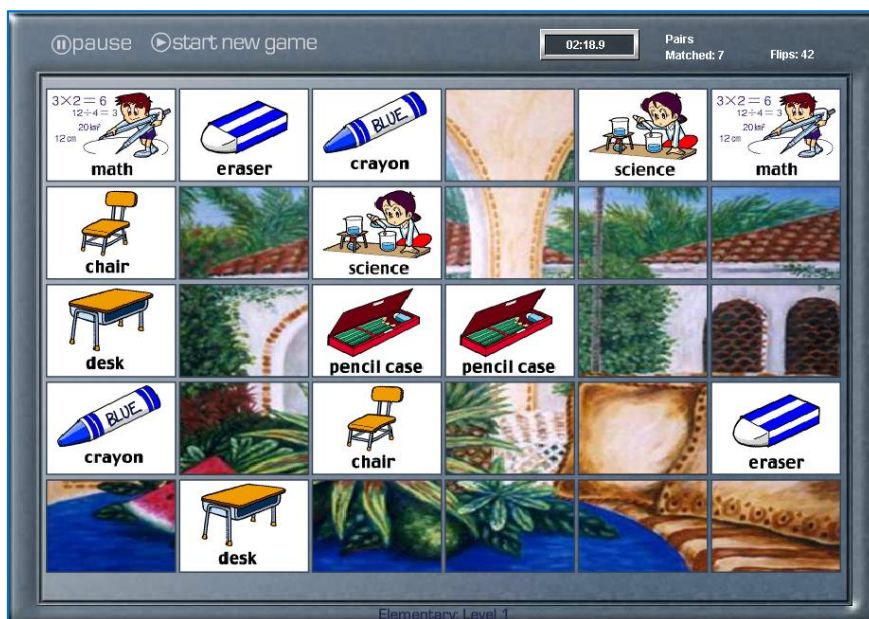 pause start new game
02:18.9
Pairs
Matched: 7 Flips: 42
3×2=6
12÷4=3
20km²
12cm
math
eraser
BLUE
crayon
science
3×2=6
12÷4=3
20km²
12cm
math
chair
science
desk
pencil case
pencil case
BLUE
crayon
chair
eraser
desk
Elementary: Level 1